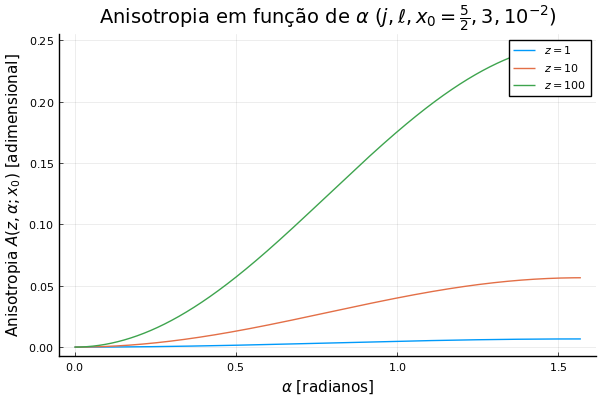 Anisotropia em função de α (j, ℓ, x₀ = 5/2, 3, 10⁻²)
z = 1
z = 10
z = 100
0.25
0.20
0.15
0.10
0.05
0.00
Anisotropia A(z, α; x₀) [adimensional]
0.0 0.5 1.0 1.5
α [radianos]